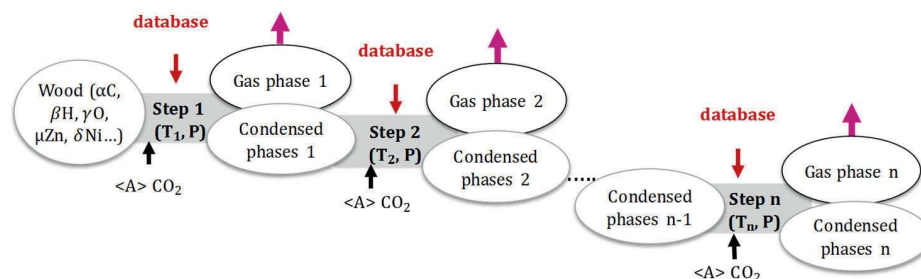 database
Wood (αC,
βH, γO,
μZn, δNi...)
Step 1
(T₁, P)
<A> CO₂
Gas phase 1
Condensed
phases 1
database
Step 2
(T₂, P)
<A> CO₂
Gas phase 2
Condensed
phases 2
.....
Condensed
phases n-1
database
Step n
(Tₙ, P)
<A> CO₂
Gas phase n
Condensed
phases n